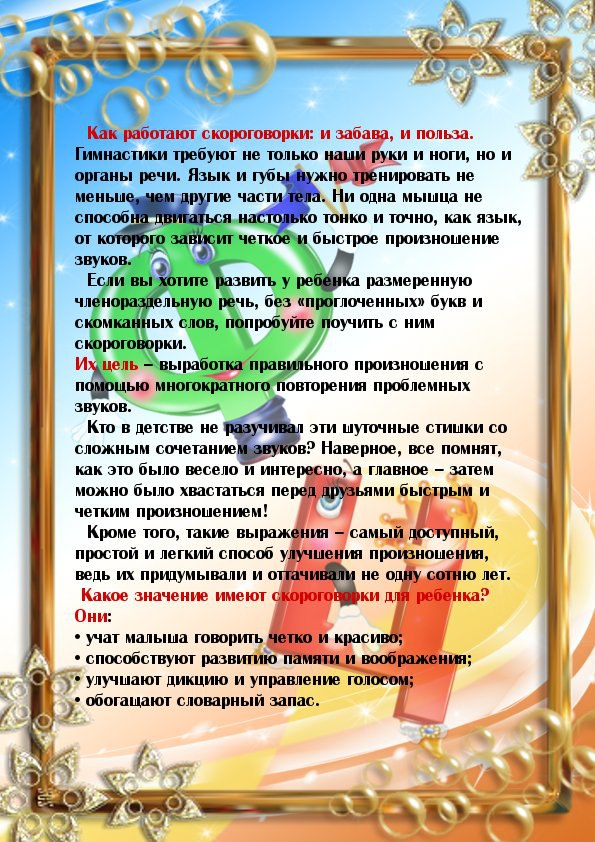 Как работают скороговорки: и забава, и польза.
Гимнастики требуют не только наши руки и ноги, но и
органы речи. Язык и губы нужно тренировать не
меньше, чем другие части тела. Ни одна мышца не
способна двигаться настолько тонко и точно, как язык,
от которого зависит четкое и быстрое произношение
звуков.
Если вы хотите развить у ребенка размеренную
членораздельную речь, без «проглоченных» букв и
скомканных слов, попробуйте поучить с ним
скороговорки.
Их цель – выработка правильного произношения с
помощью многократного повторения проблемных
звуков.
Кто в детстве не разучивал эти шуточные стишки со
сложным сочетанием звуков? Наверное, все помнят,
как это было весело и интересно, а главное – затем
можно было хвастаться перед друзьями быстрым и
четким произношением!
Кроме того, такие выражения – самый доступный,
простой и легкий способ улучшения произношения,
ведь их придумывали и оттачивали не одну сотню лет.
Какое значение имеют скороговорки для ребенка?
Они:
• учат малыша говорить четко и красиво;
• способствуют развитию памяти и воображения;
• улучшают дикцию и управление голосом;
• обогащают словарный запас.